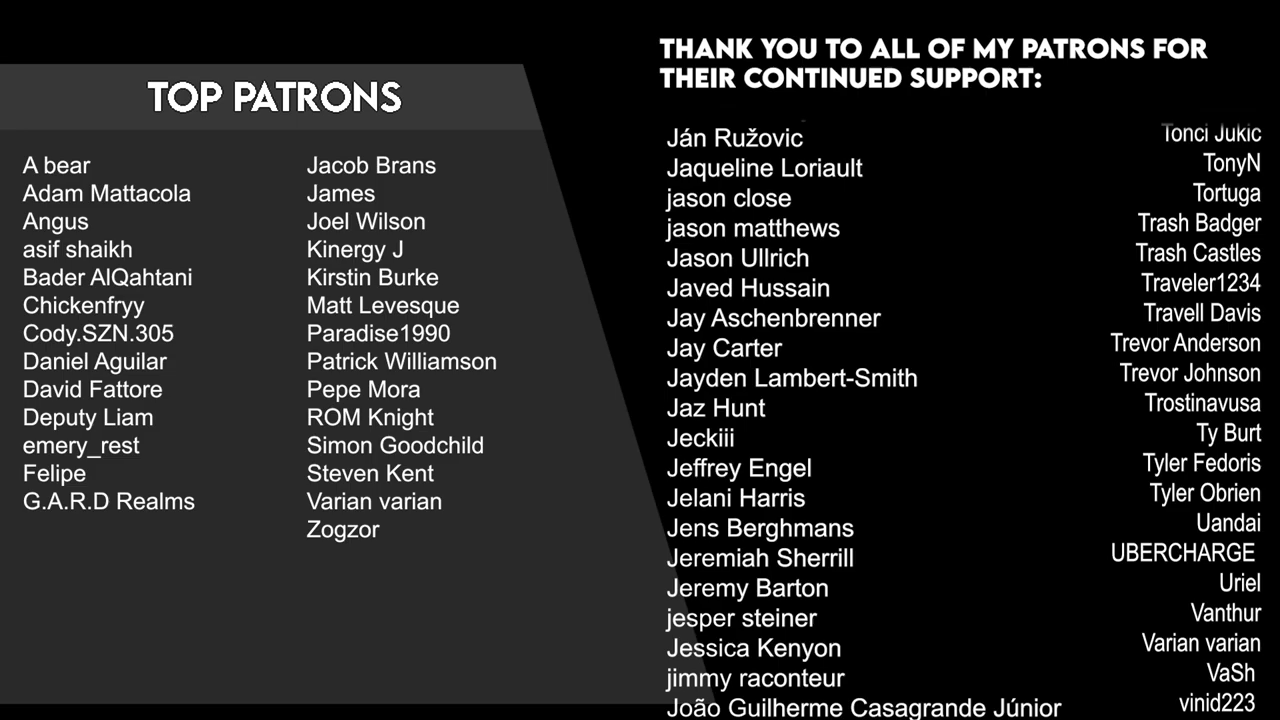 TOP PATRONS
A bear
Adam Mattacola
Angus
asif shaikh
Bader AlQahtani
Chickenfryy
Cody.SZN.305
Daniel Aguilar
David Fattore
Deputy Liam
emery_rest
Felipe
G.A.R.D Realms
Jacob Brans
James
Joel Wilson
Kinergy J
Kirstin Burke
Matt Levesque
Paradise1990
Patrick Williamson
Pepe Mora
ROM Knight
Simon Goodchild
Steven Kent
Varian varian
Zogzor
THANK YOU TO ALL OF MY PATRONS FOR
THEIR CONTINUED SUPPORT:
Ján Ružovic
Jaqueline Loriault
jason close
jason matthews
Jason Ullrich
Javed Hussain
Jay Aschenbrenner
Jay Carter
Jayden Lambert-Smith
Jaz Hunt
Jeckiii
Jeffrey Engel
Jelani Harris
Jens Berghmans
Jeremiah Sherrill
Jeremy Barton
jesper steiner
Jessica Kenyon
jimmy raconteur
João Guilherme Casagrande Júnior
Tonci Jukic
TonyN
Tortuga
Trash Badger
Trash Castles
Traveler1234
Travell Davis
Trevor Anderson
Trevor Johnson
Trostinavusa
Ty Burt
Tyler Fedoris
Tyler Obrien
Uandai
UBERCHARGE
Uriel
Vanthur
Varian varian
VaSh
vinid223